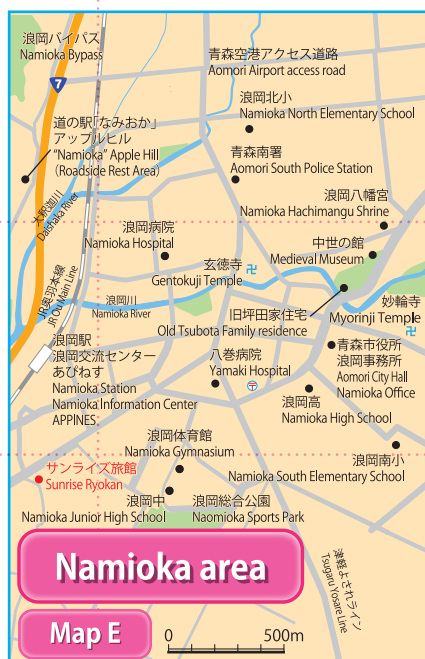 浪岡バイパス
Namioka Bypass
7
青森空港アクセス道路
Aomori Airport access road
浪岡北小
Namioka North Elementary School
道の駅「なみおか」
アップルヒル
"Namioka" Apple Hill
(Roadside Rest Area)
青森南署
Aomori South Police Station
大釈迦川
Daishaka River
浪岡八幡宮
Namioka Hachimangu Shrine
浪岡病院
Namioka Hospital
中世の館
Medieval Museum
玄徳寺
Gentokuji Temple
JR奥羽本線
JR Ou Main Line
浪岡川
Namioka River
旧坪田家住宅
Old Tsubota Family residence
妙輪寺
Myorinji Temple
浪岡駅
浪岡交流センター
あぴねす
Namioka Station
Namioka Information Center
APPINES
八巻病院
Yamaki Hospital
青森市役所
浪岡事務所
Aomori City Hall
Namioka Office
浪岡高
Namioka High School
浪岡体育館
Namioka Gymnasium
浪岡南小
Namioka South Elementary School
サンライズ旅館
Sunrise Ryokan
浪岡中
Namioka Junior High School
浪岡総合公園
Naomioka Sports Park
津軽よされライン
Tsugaru Yosare Line
Namioka area
Map E
0 500m